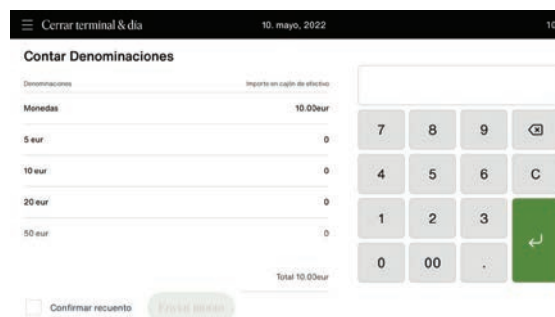 Cerrar terminal & día
10. mayo, 2022
10
Contar Denominaciones
Denominaciones
Importe en cajón de efectivo
Monedas
10.00eur
5 eur
0
10 eur
0
20 eur
0
50 eur
0
Total 10.00eur
Confirmar recuento
7 8 9
4 5 6 C
1 2 3
0 00 .